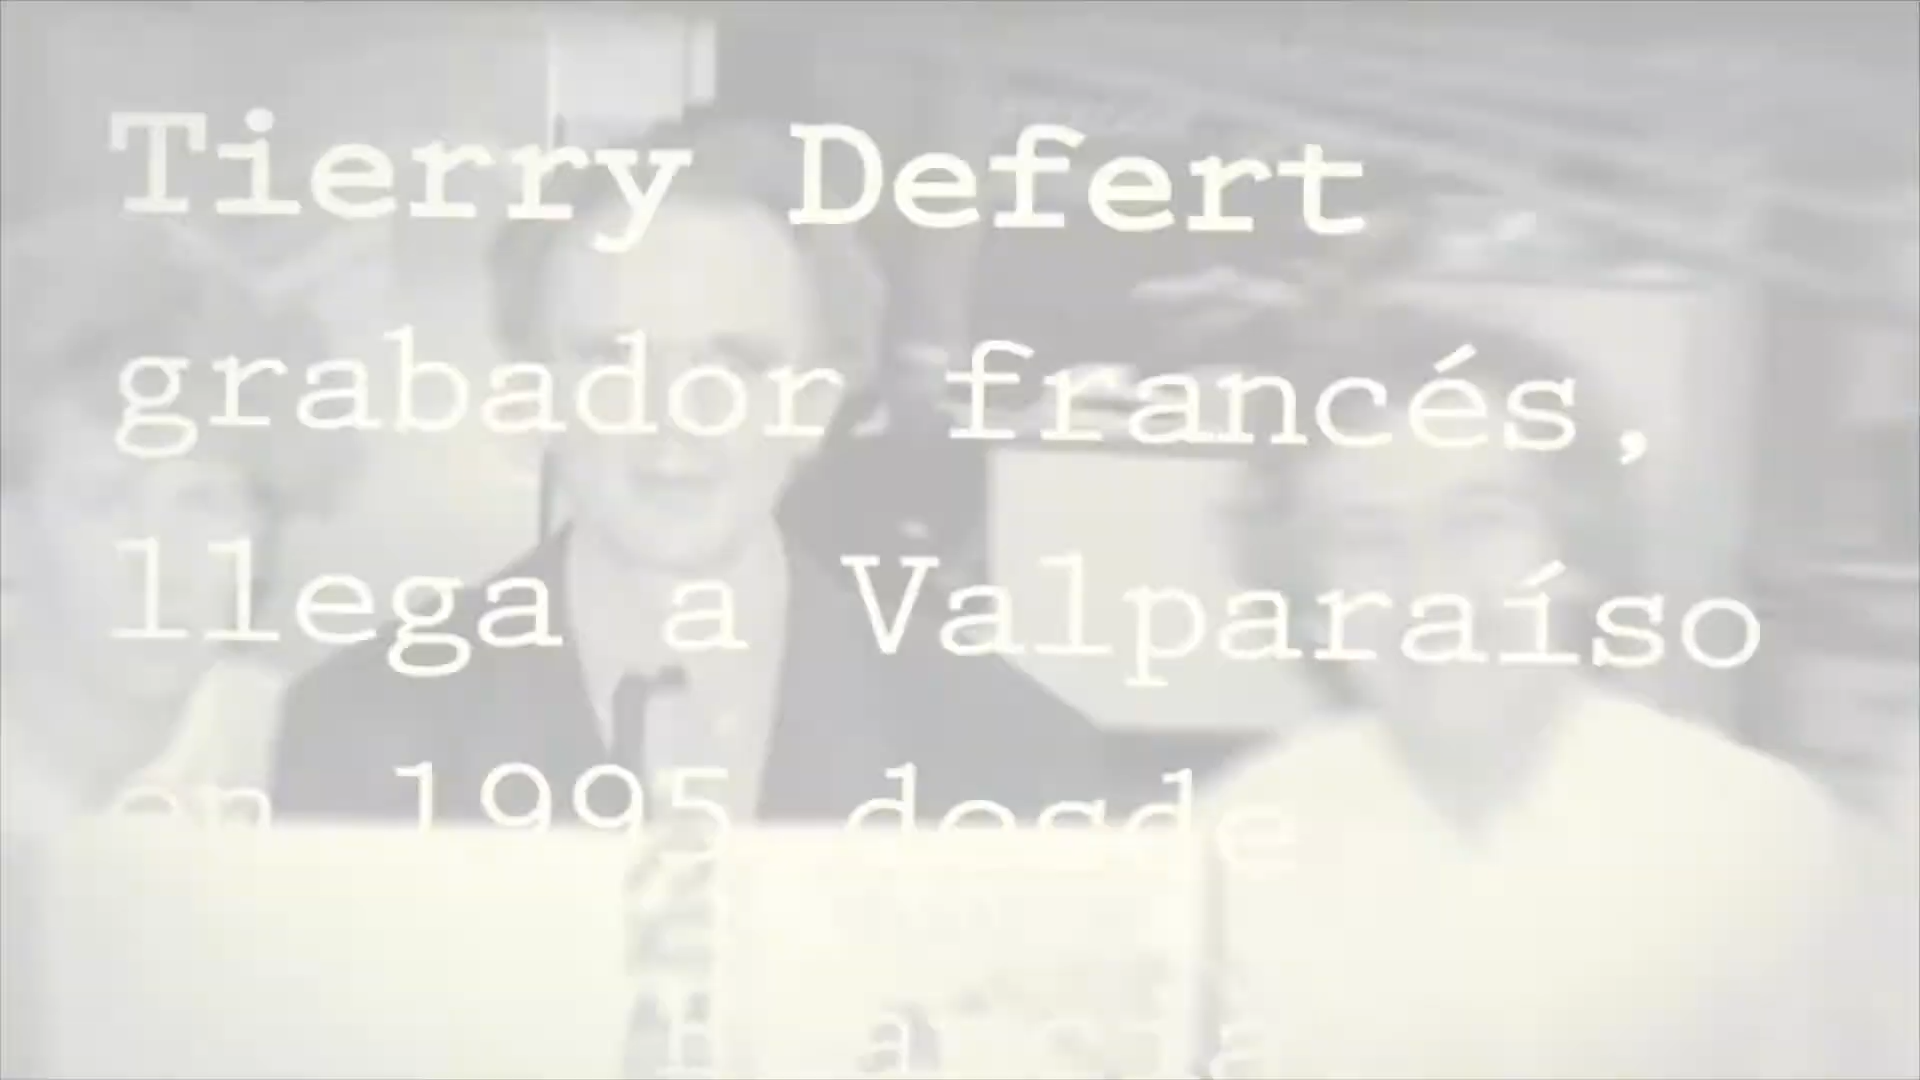 Tierry Defert
grabador francés,
llega a Valparaíso
en 1995 desde